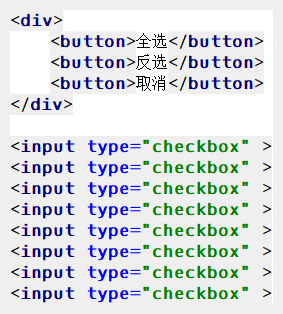 <div>
<button>全选</button>
<button>反选</button>
<button>取消</button>
</div>
<input type="checkbox" >
<input type="checkbox" >
<input type="checkbox" >
<input type="checkbox" >
<input type="checkbox" >
<input type="checkbox" >
<input type="checkbox" >
<input type="checkbox" >